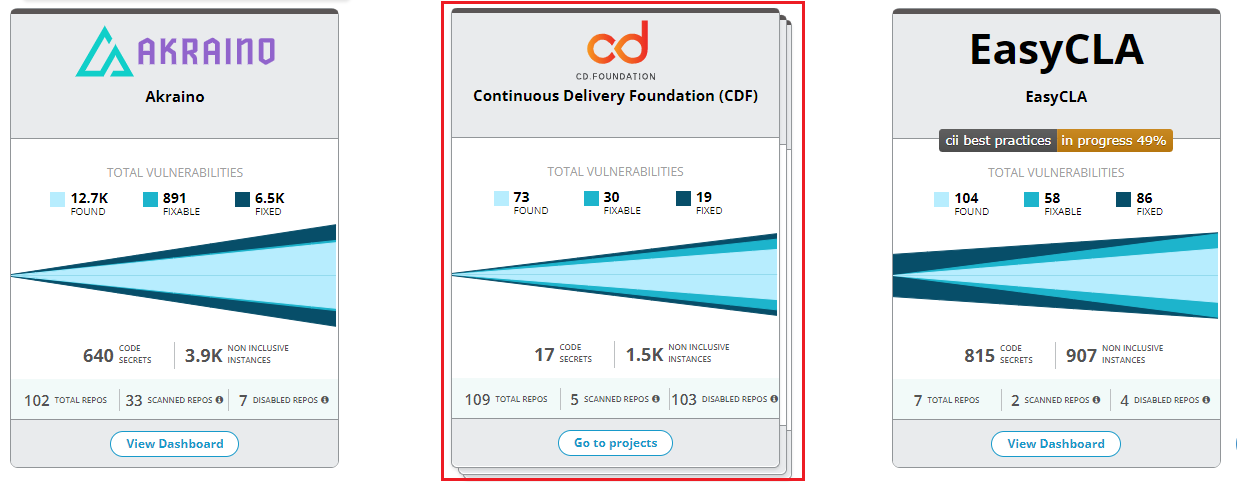 AKRAINO
Akraino
TOTAL VULNERABILITIES
12.7K FOUND
891 FIXABLE
6.5K FIXED
640 CODE SECRETS
3.9K NON INCLUSIVE INSTANCES
102 TOTAL REPOS
33 SCANNED REPOS
7 DISABLED REPOS
View Dashboard
cd
CD.FOUNDATION
Continuous Delivery Foundation (CDF)
TOTAL VULNERABILITIES
73 FOUND
30 FIXABLE
19 FIXED
17 CODE SECRETS
1.5K NON INCLUSIVE INSTANCES
109 TOTAL REPOS
5 SCANNED REPOS
103 DISABLED REPOS
Go to projects
EasyCLA
EasyCLA
cii best practices in progress 49%
TOTAL VULNERABILITIES
104 FOUND
58 FIXABLE
86 FIXED
815 CODE SECRETS
907 NON INCLUSIVE INSTANCES
7 TOTAL REPOS
2 SCANNED REPOS
4 DISABLED REPOS
View Dashboard